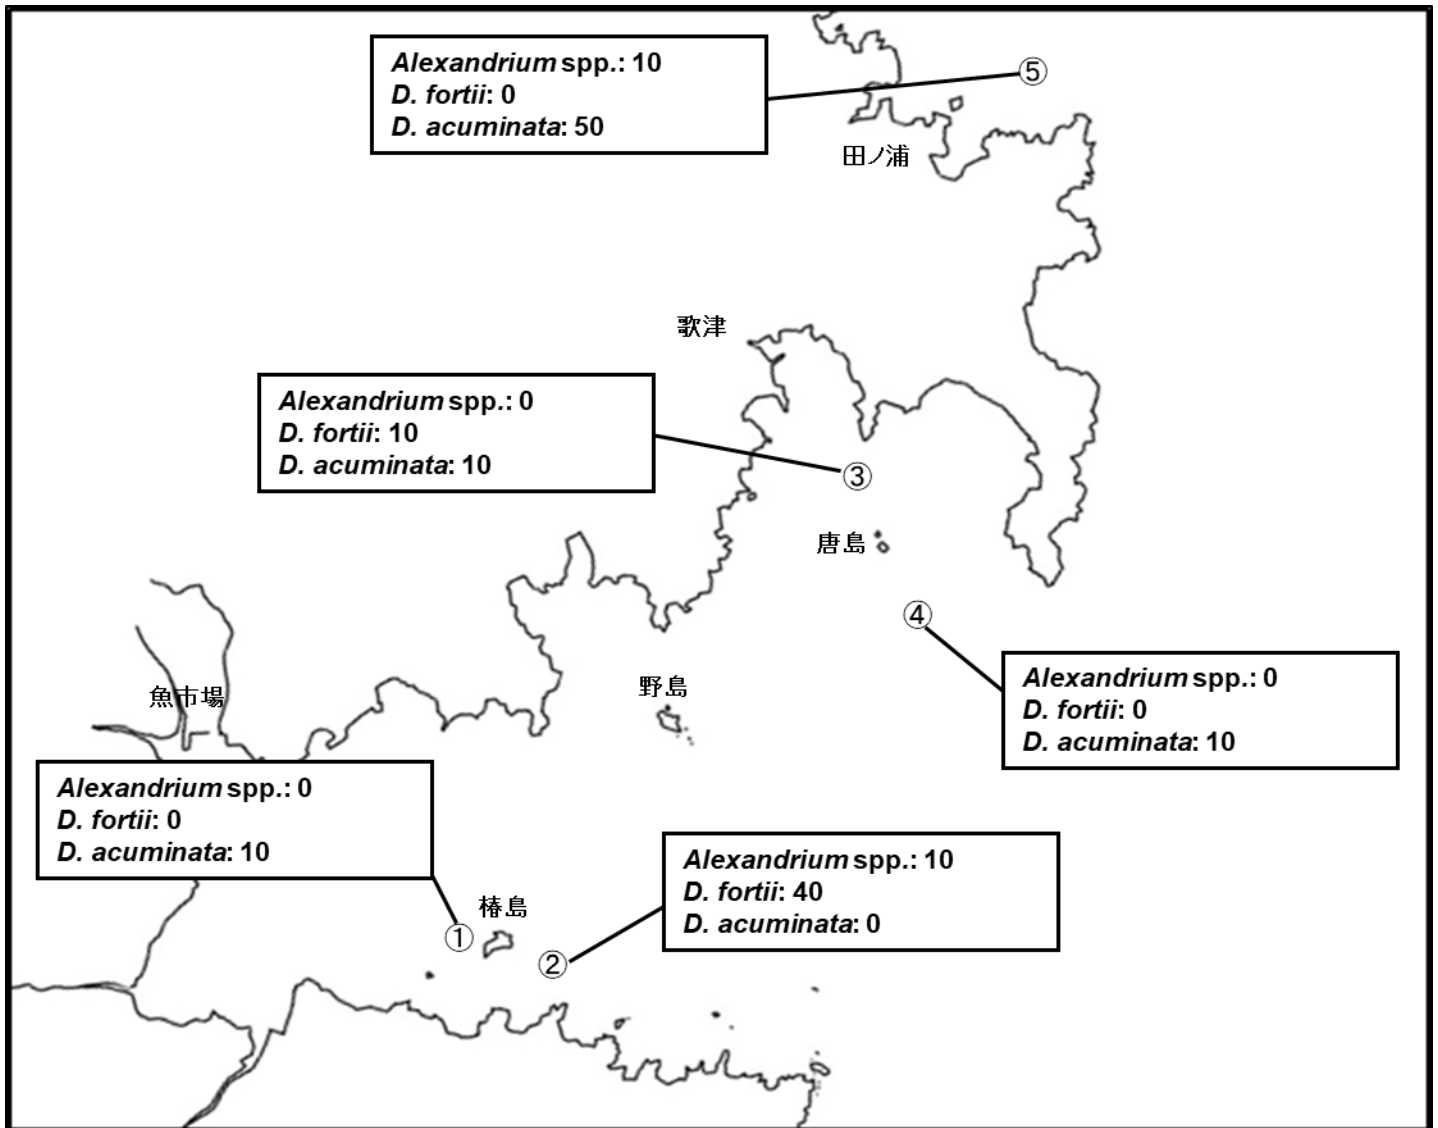 Alexandrium spp.: 10
D. fortii: 0
D. acuminata: 50
⑤
田ノ浦
歌津
Alexandrium spp.: 0
D. fortii: 10
D. acuminata: 10
③
唐島
④
Alexandrium spp.: 0
D. fortii: 0
D. acuminata: 10
野島
魚市場
Alexandrium spp.: 0
D. fortii: 0
D. acuminata: 10
Alexandrium spp.: 10
D. fortii: 40
D. acuminata: 0
椿島
①
②